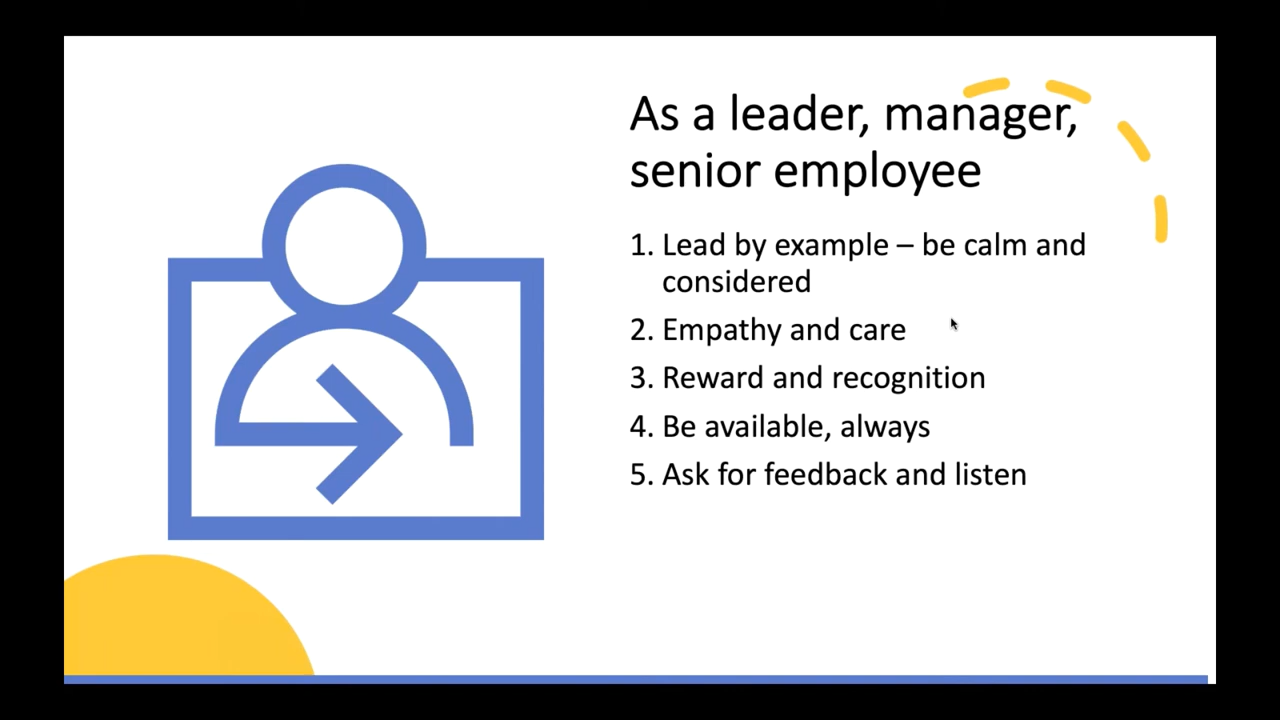 As a leader, manager,
senior employee
1. Lead by example – be calm and
considered
2. Empathy and care
3. Reward and recognition
4. Be available, always
5. Ask for feedback and listen